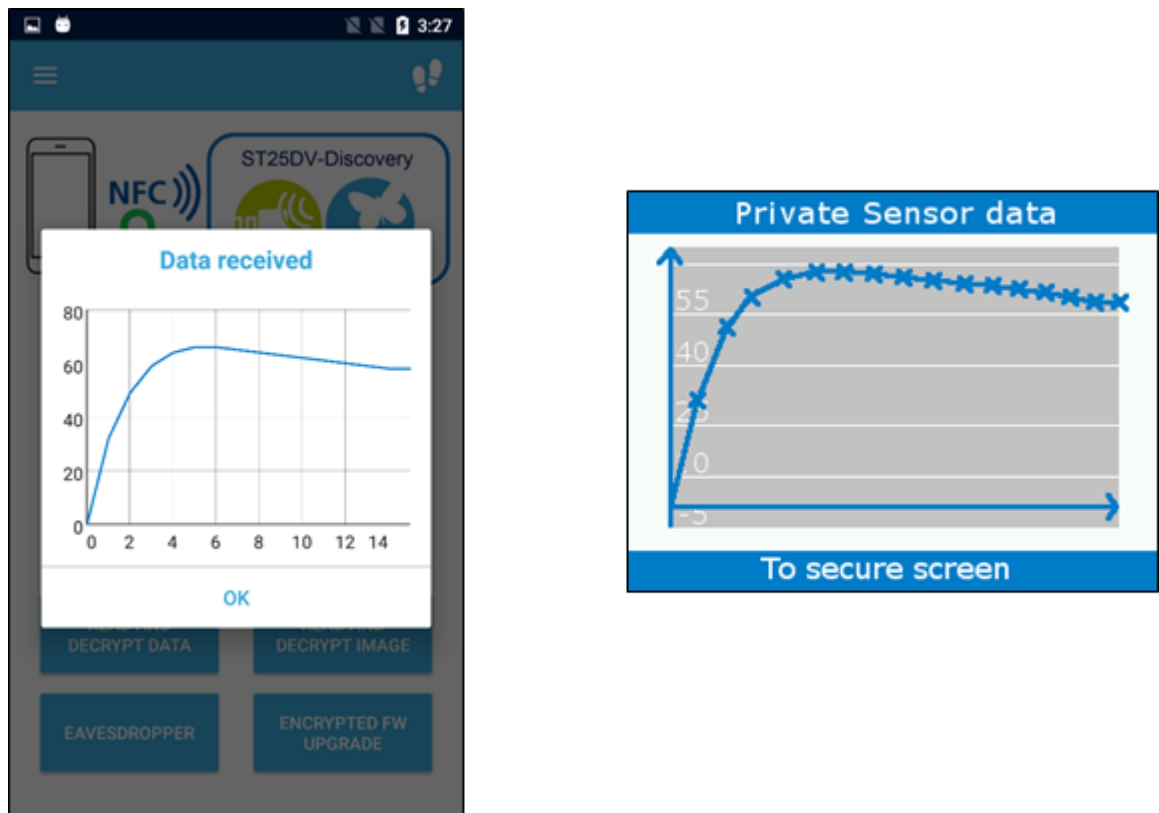 3:27
ST25DV-Discovery
NFC
Data received
80
60
40
20
0
0 2 4 6 8 10 12 14
OK
DECRYPT DATA
DECRYPT IMAGE
EAVESDROPPER
ENCRYPTED FW
UPGRADE
Private Sensor data
55
40
25
10
-5
To secure screen